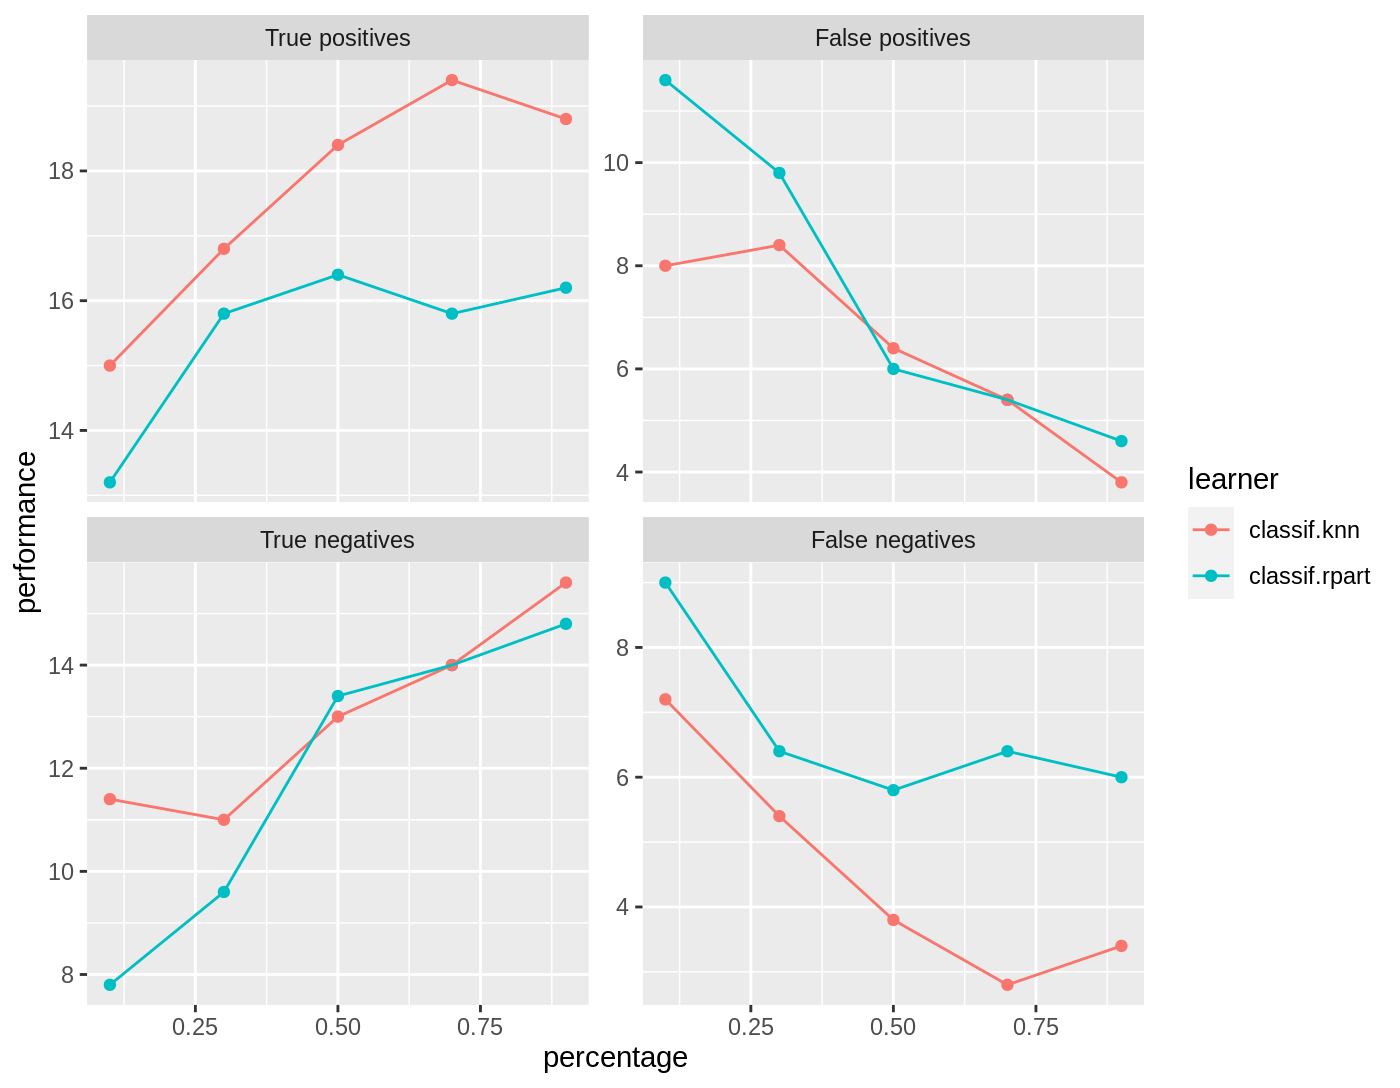 True positives
False positives
18
16
14
10
8
6
4
True negatives
False negatives
14
12
10
8
8
6
4
0.25 0.50 0.75
0.25 0.50 0.75
percentage
performance
learner
classif.knn
classif.rpart